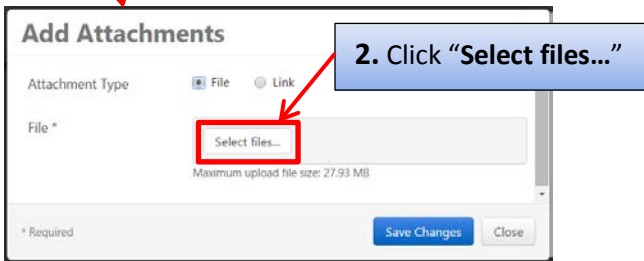 Add Attachments
2. Click “Select files…”
Attachment Type
File
Link
File *
Select files...
Maximum upload file size: 27.93 MB
* Required
Save Changes
Close